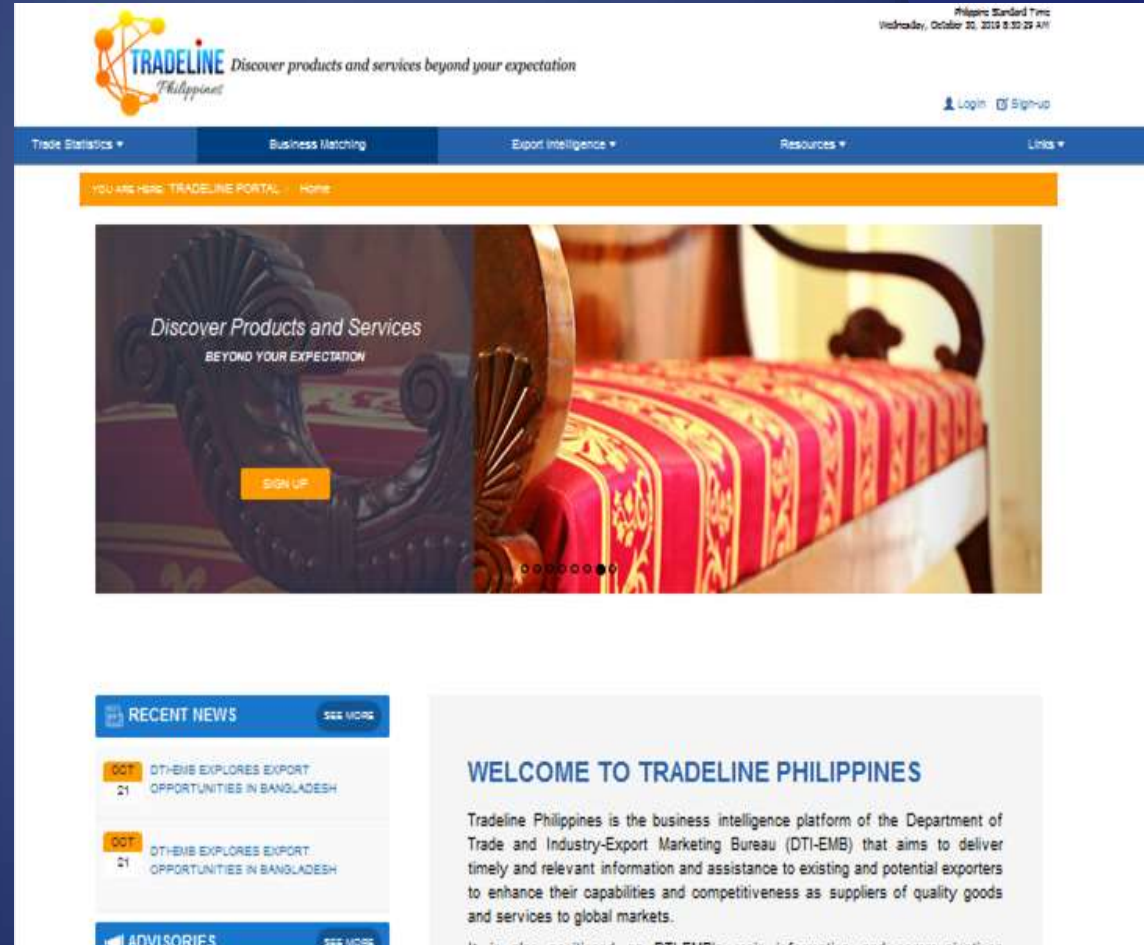 Philippine Standard Time
Wednesday, October 30, 2019 8:30:29 AM
TRADELINE
Philippines
Discover products and services beyond your expectation
Login Sign-up
Trade Statistics Business Matching Export Intelligence Resources Links
YOU ARE HERE: TRADELINE PORTAL Home
Discover Products and Services
BEYOND YOUR EXPECTATION
SIGN UP
RECENT NEWS SEE MORE
OCT 21
DTI-EMB EXPLORES EXPORT
OPPORTUNITIES IN BANGLADESH
OCT 21
DTI-EMB EXPLORES EXPORT
OPPORTUNITIES IN BANGLADESH
ADVISORIES SEE MORE
WELCOME TO TRADELINE PHILIPPINES
Tradeline Philippines is the business intelligence platform of the Department of
Trade and Industry-Export Marketing Bureau (DTI-EMB) that aims to deliver
timely and relevant information and assistance to existing and potential exporters
to enhance their capabilities and competitiveness as suppliers of quality goods
and services to global markets.